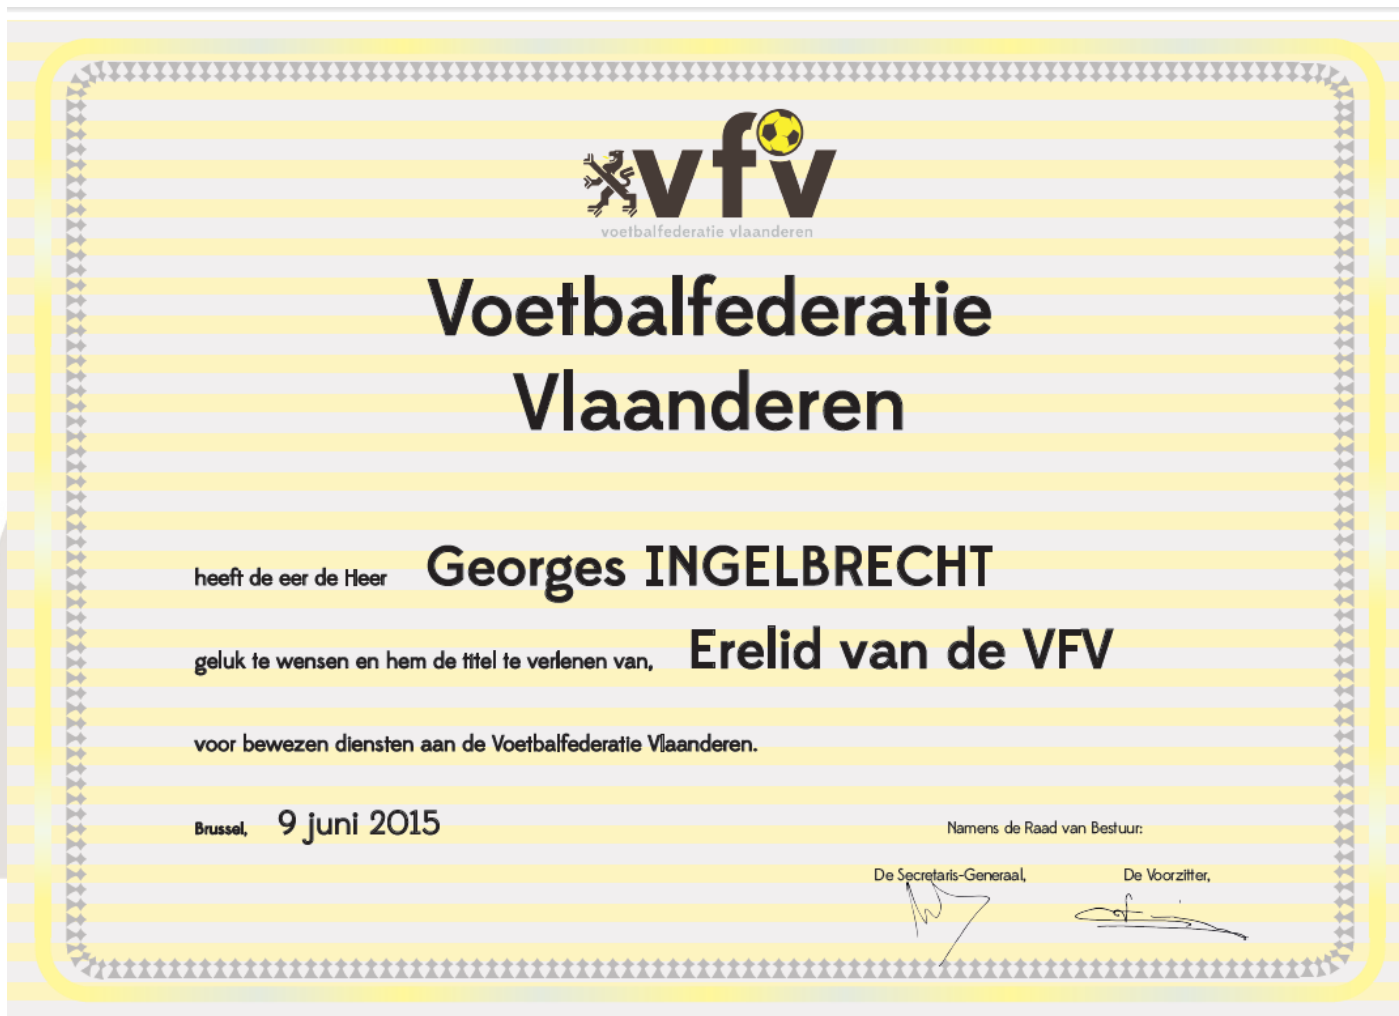 vfv
voetbalfederatie vlaanderen
Voetbalfederatie
Vlaanderen
heeft de eer de Heer Georges INGELBRECHT
geluk te wensen en hem de titel te verlenen van, Erelid van de VFV
voor bewezen diensten aan de Voetbalfederatie Vlaanderen.
Brussel, 9 juni 2015
Namens de Raad van Bestuur:
De Secretaris-Generaal, De Voorzitter,